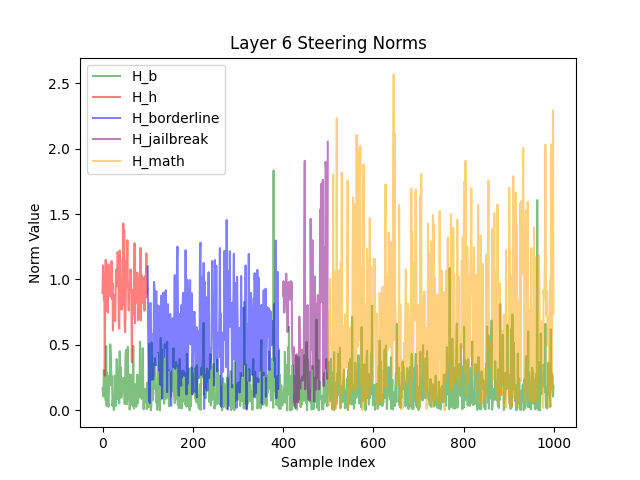 Layer 6 Steering Norms
H_b
H_h
H_borderline
H_jailbreak
H_math
Norm Value
2.5
2.0
1.5
1.0
0.5
0.0
0 200 400 600 800 1000
Sample Index